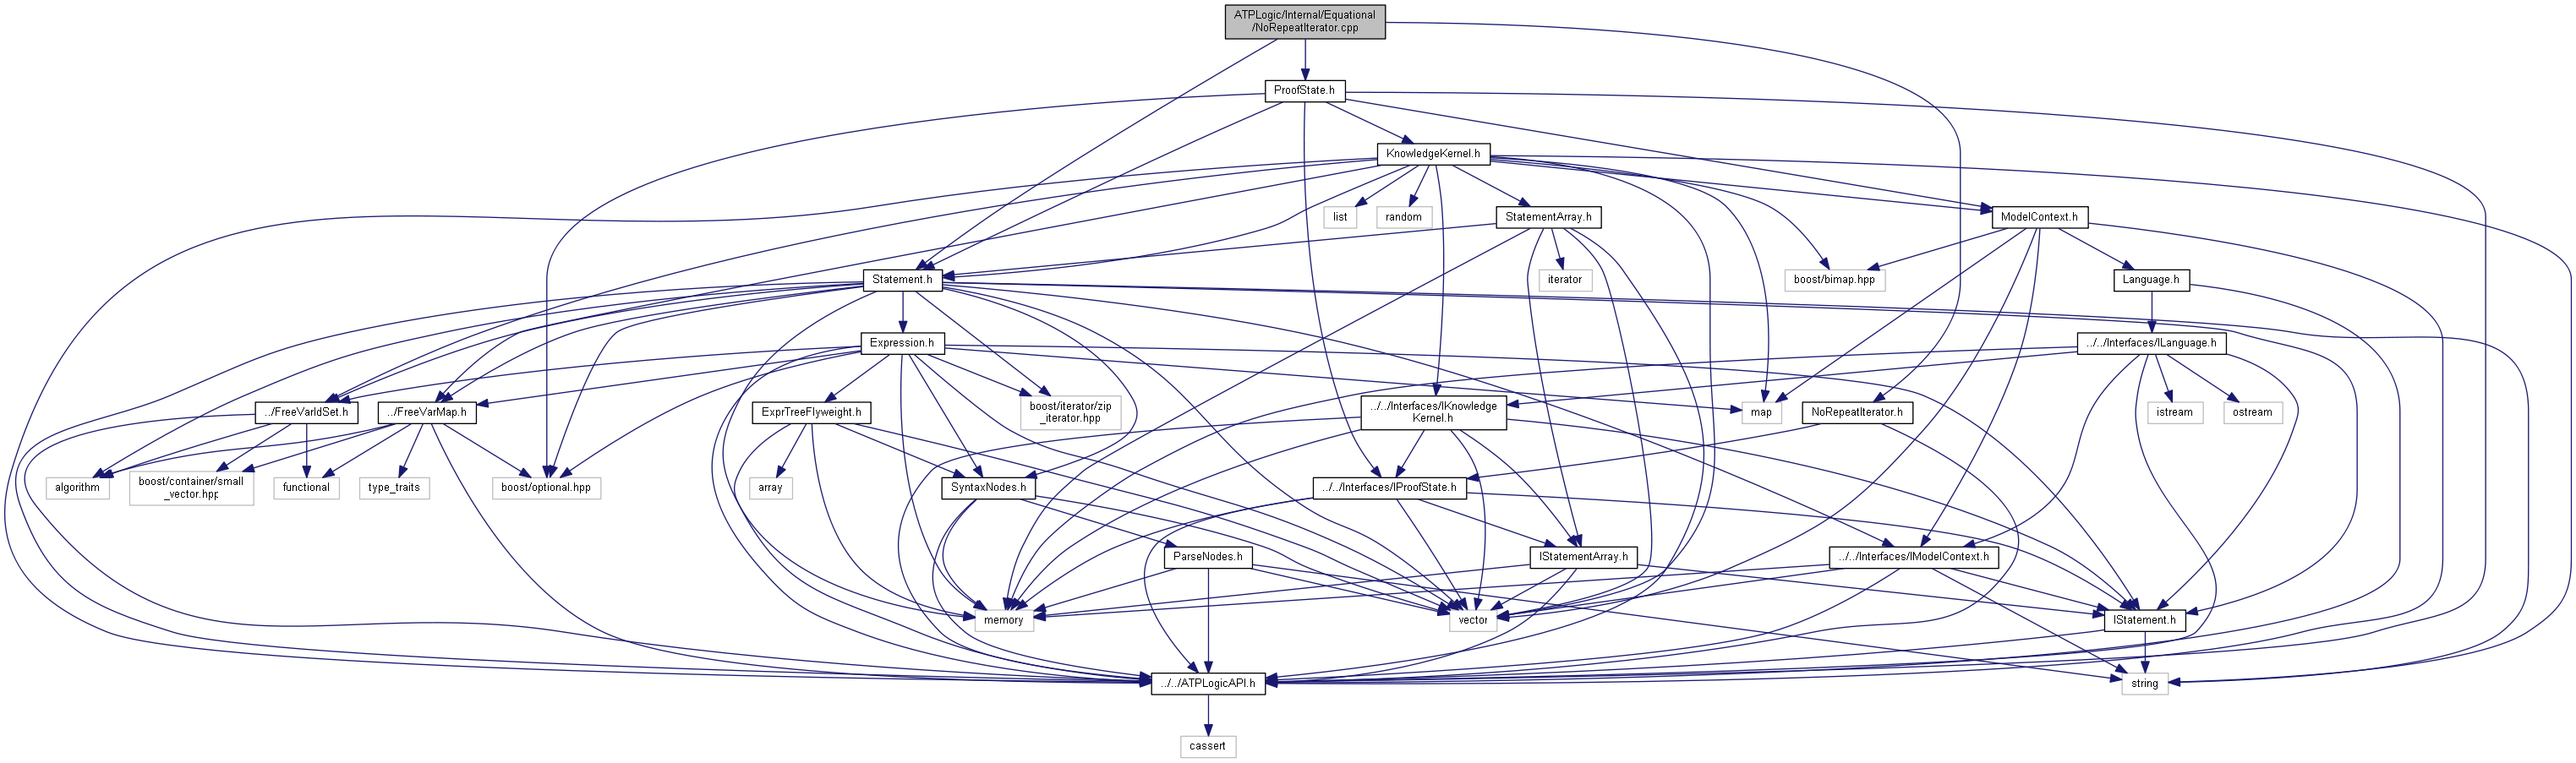 ATPLogic/Internal/Equational
/NoRepeatIterator.cpp
ProofState.h
KnowledgeKernel.h
list
random
StatementArray.h
ModelContext.h
Statement.h
iterator
boost/bimap.hpp
Language.h
Expression.h
../../Interfaces/ILanguage.h
../FreeVarIdSet.h
../FreeVarMap.h
ExprTreeFlyweight.h
boost/iterator/zip
_iterator.hpp
../../Interfaces/IKnowledge
Kernel.h
map
NoRepeatIterator.h
istream
ostream
algorithm
boost/container/small
_vector.hpp
functional
type_traits
boost/optional.hpp
array
SyntaxNodes.h
../../Interfaces/IProofState.h
ParseNodes.h
IStatementArray.h
../../Interfaces/IModelContext.h
memory
vector
IStatement.h
../../ATPLogicAPI.h
string
cassert